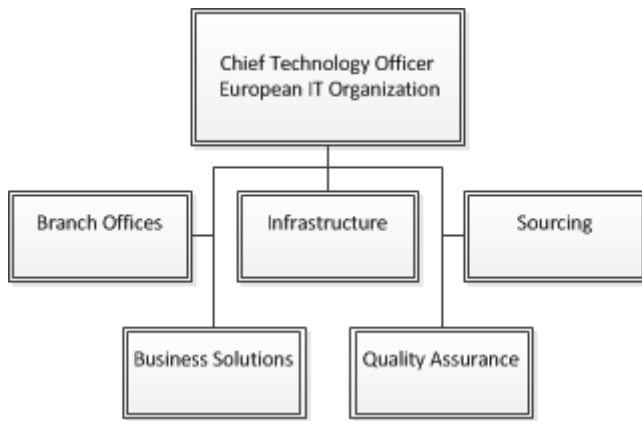 Chief Technology Officer
European IT Organization
Branch Offices
Infrastructure
Sourcing
Business Solutions
Quality Assurance